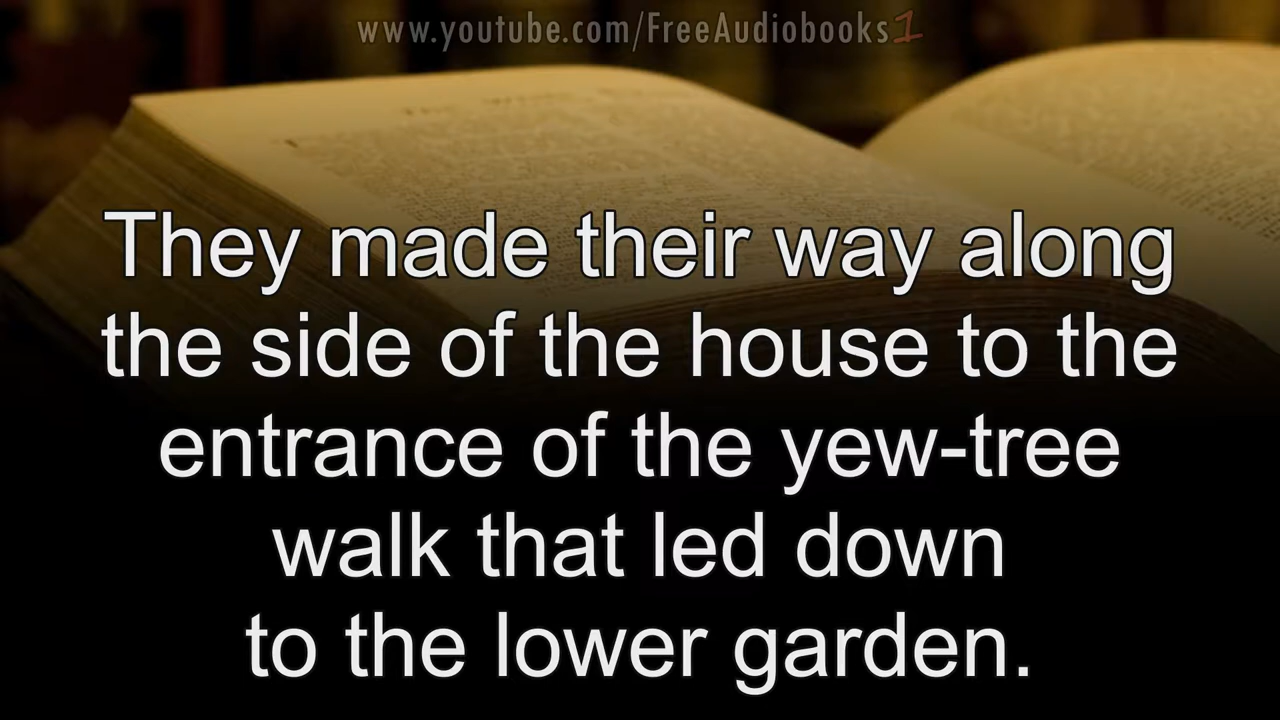 www.youtube.com/FreeAudiobooks1
They made their way along
the side of the house to the
entrance of the yew-tree
walk that led down
to the lower garden.